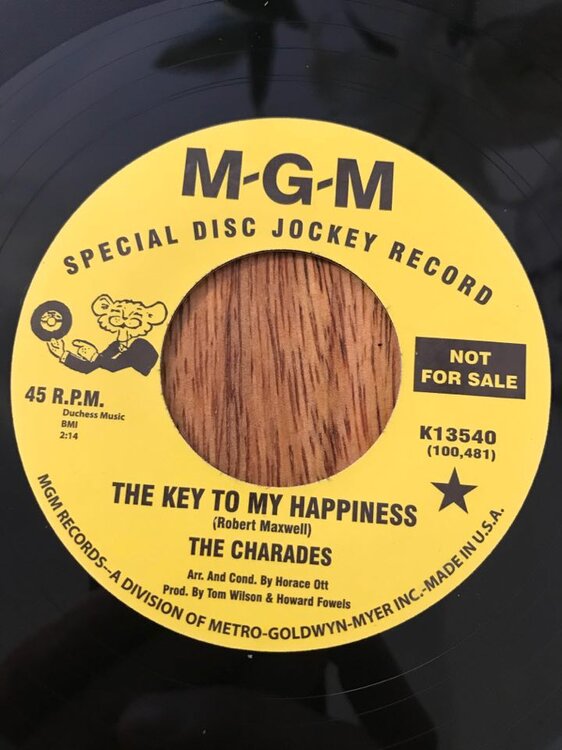 M-G-M
SPECIAL DISC JOCKEY RECORD
NOT
FOR SALE
45 R.P.M.
Duchess Music
BMI
2:14
K13540
(100,481)
THE KEY TO MY HAPPINESS
(Robert Maxwell)
THE CHARADES
Arr. And Cond. By Horace Ott
Prod. By Tom Wilson & Howard Fowels
MGM RECORDS—A DIVISION OF METRO-GOLDWYN-MYER INC.-MADE IN U.S.A.